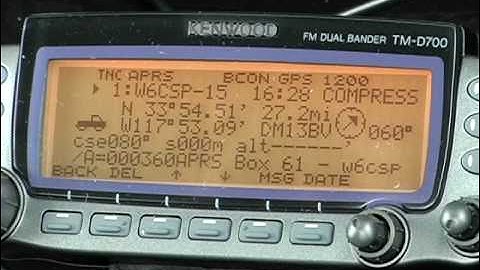 KENWOOD
FM DUAL BANDER TM-D700
TNC APRS BCON GPS 1200
1:W6CSP-15 16:28 COMPRESS
N 33°54.51' 27.2mi
W117°53.09' DM13BV 060°
cse080° s000m alt------'
/A=000360APRS Box 61 - w6csp
BACK DEL ↑ ↓ MSG DATE